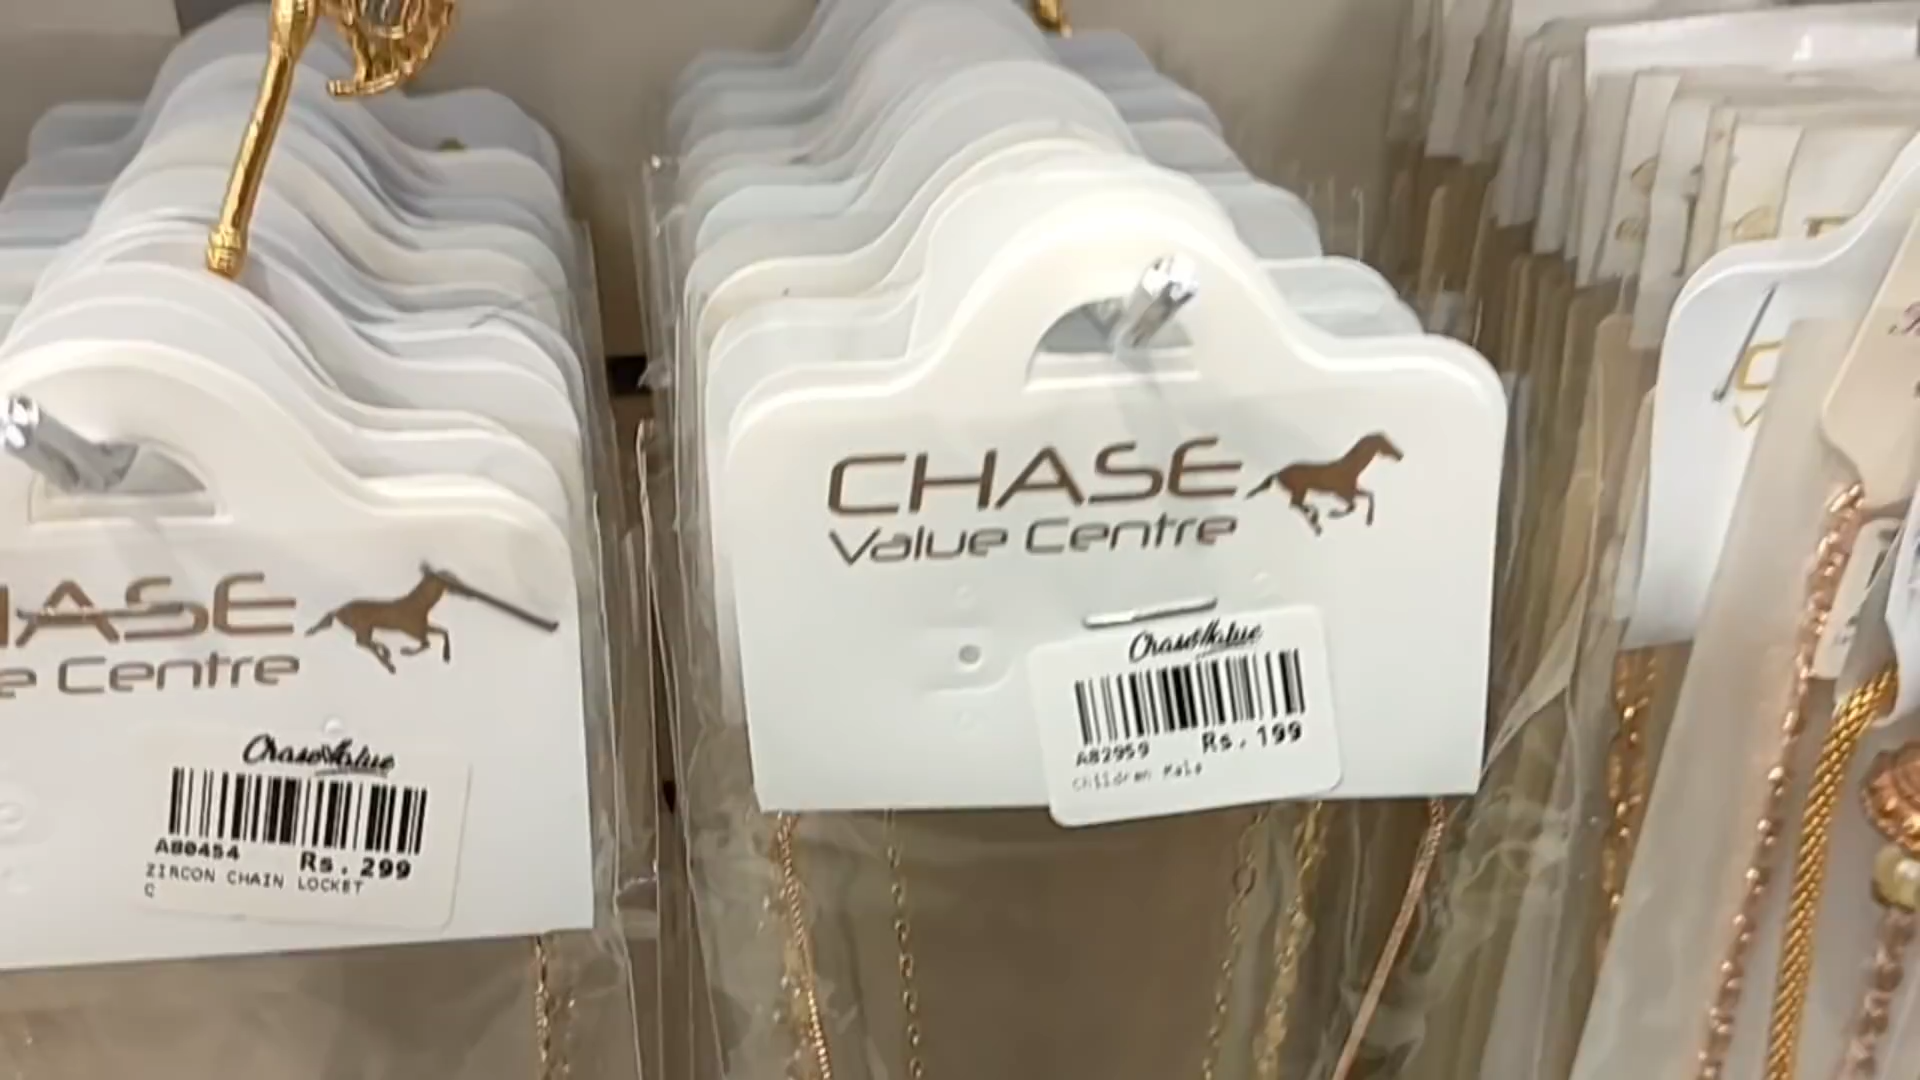 HASE
e Centre
ChaseValue
A80454 Rs.299
ZIRCON CHAIN LOCKET
C
CHASE
Value Centre
ChaseValue
A82959 Rs.199
Children Mala